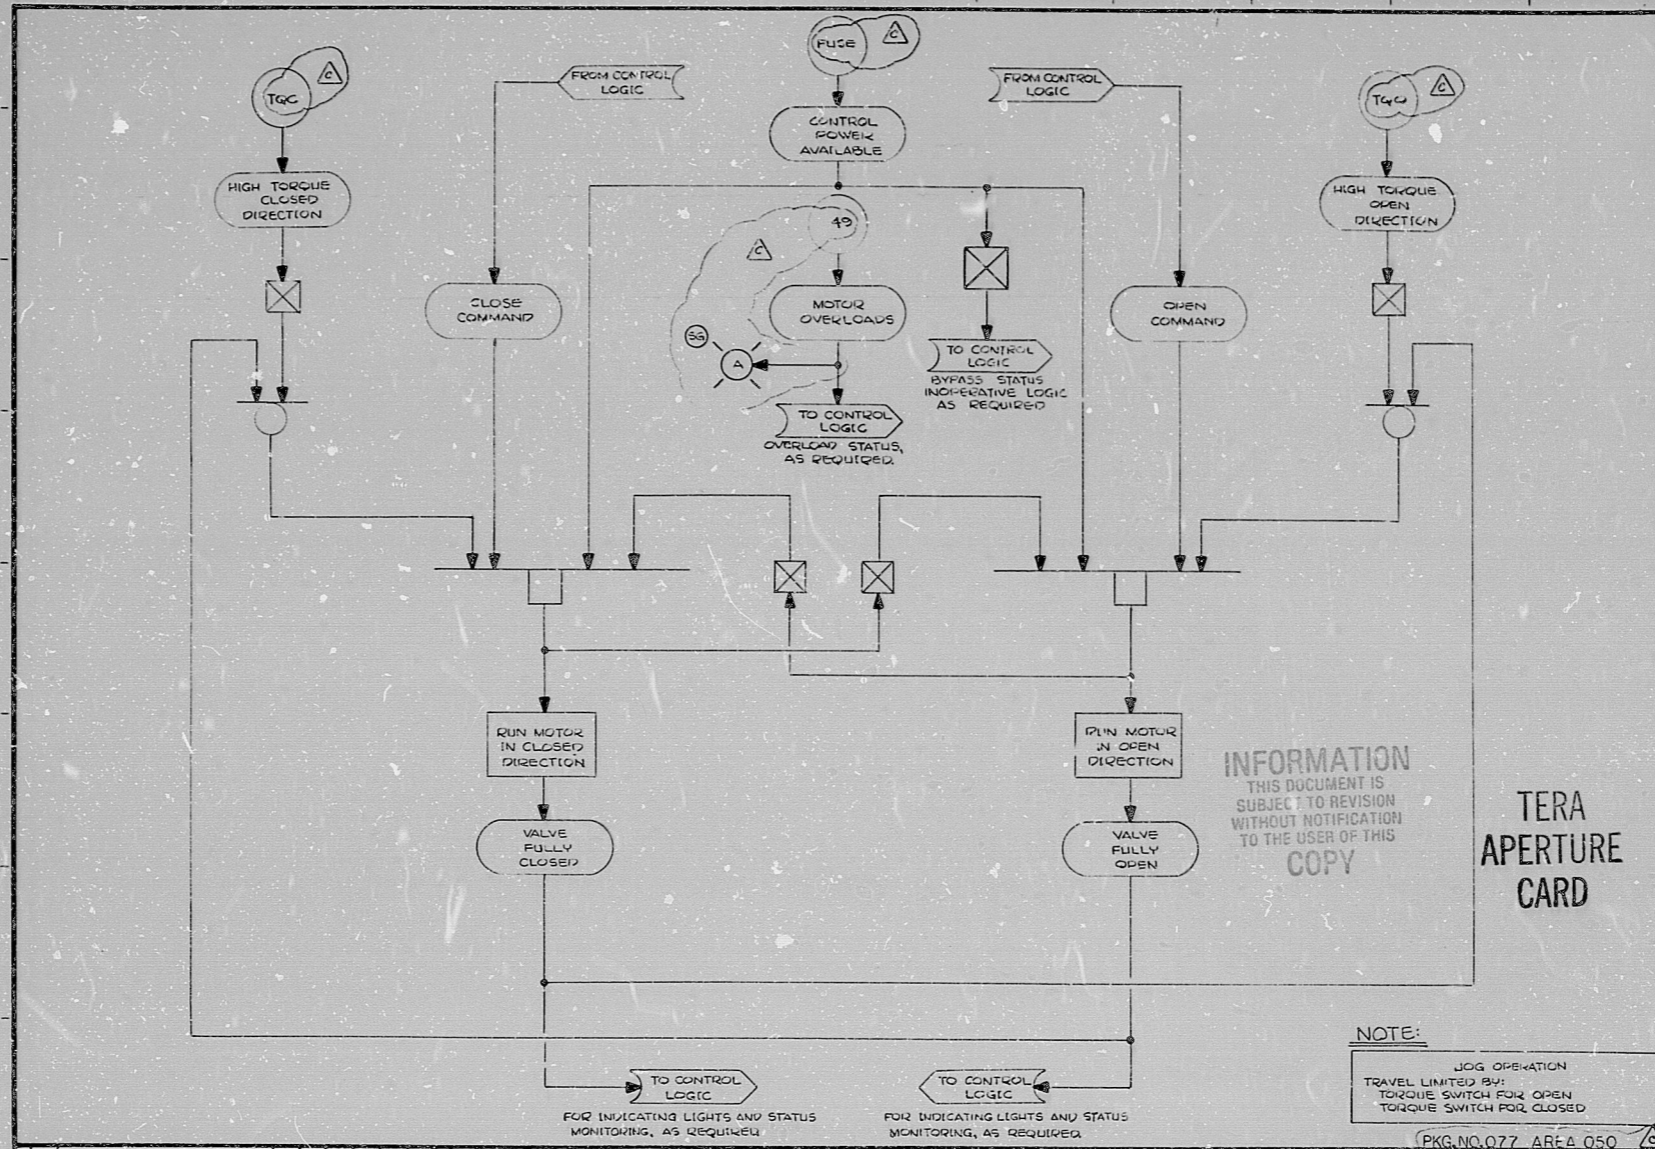 FUSE
C
TQC
C
FROM CONTROL
LOGIC
FROM CONTROL
LOGIC
C
CONTROL
POWER
AVAILABLE
HIGH TORQUE
CLOSED
DIRECTION
HIGH TORQUE
OPEN
DIRECTION
49
C
CLOSE
COMMAND
MOTOR
OVERLOADS
OPEN
COMMAND
SG
A
TO CONTROL
LOGIC
BYPASS STATUS
INOPERATIVE LOGIC
AS REQUIRED
TO CONTROL
LOGIC
OVERLOAD STATUS,
AS REQUIRED.
RUN MOTOR
IN CLOSED
DIRECTION
RUN MOTOR
IN OPEN
DIRECTION
INFORMATION
THIS DOCUMENT IS
SUBJECT TO REVISION
WITHOUT NOTIFICATION
TO THE USER OF THIS
COPY
TERA
APERTURE
CARD
VALVE
FULLY
CLOSED
VALVE
FULLY
OPEN
NOTE:
JOG OPERATION
TRAVEL LIMITED BY:
TORQUE SWITCH FOR OPEN
TORQUE SWITCH FOR CLOSED
TO CONTROL
LOGIC
FOR INDICATING LIGHTS AND STATUS
MONITORING, AS REQUIRED
TO CONTROL
LOGIC
FOR INDICATING LIGHTS AND STATUS
MONITORING, AS REQUIRED
PKG. NO. 077 AREA 050